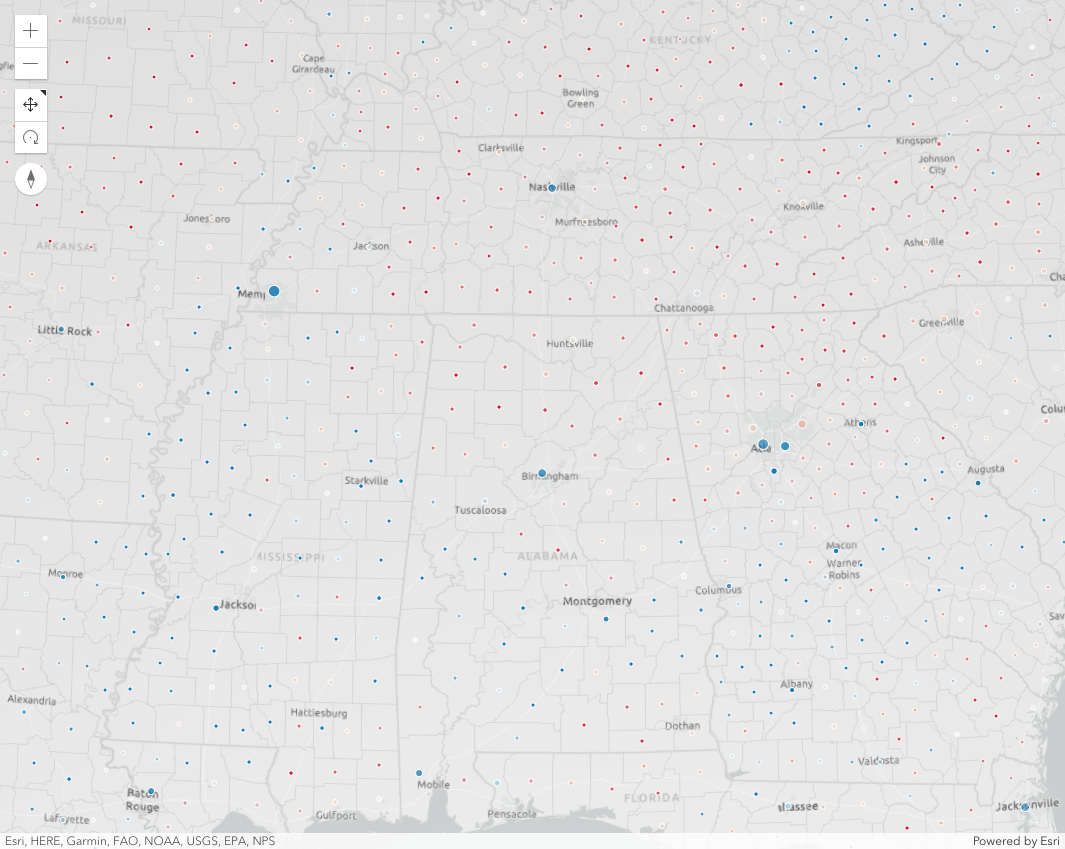 MISSOURI
KENTUCKY
Cape
Girardeau
Bowling
Green
Clarksville
Kingsport
Johnson
City
Nashville
Knoxville
Jonesboro
Murfreesboro
ARKANSAS
Jackson
Asheville
Cha
Memp
Chattanooga
Little Rock
Greenville
Huntsville
Colu
Athens
Augusta
Birmingham
Starkville
Tuscaloosa
MISSISSIPPI
ALABAMA
Macon
Warner
Robins
Monroe
Columbus
Jackson
Montgomery
Sav
Albany
Alexandria
Hattiesburg
Dothan
Valdosta
Mobile
Baton
Rouge
FLORIDA
llassee
Jacksonville
Lafayette
Gulfport
Pensacola
Esri, HERE, Garmin, FAO, NOAA, USGS, EPA, NPS
Powered by Esri